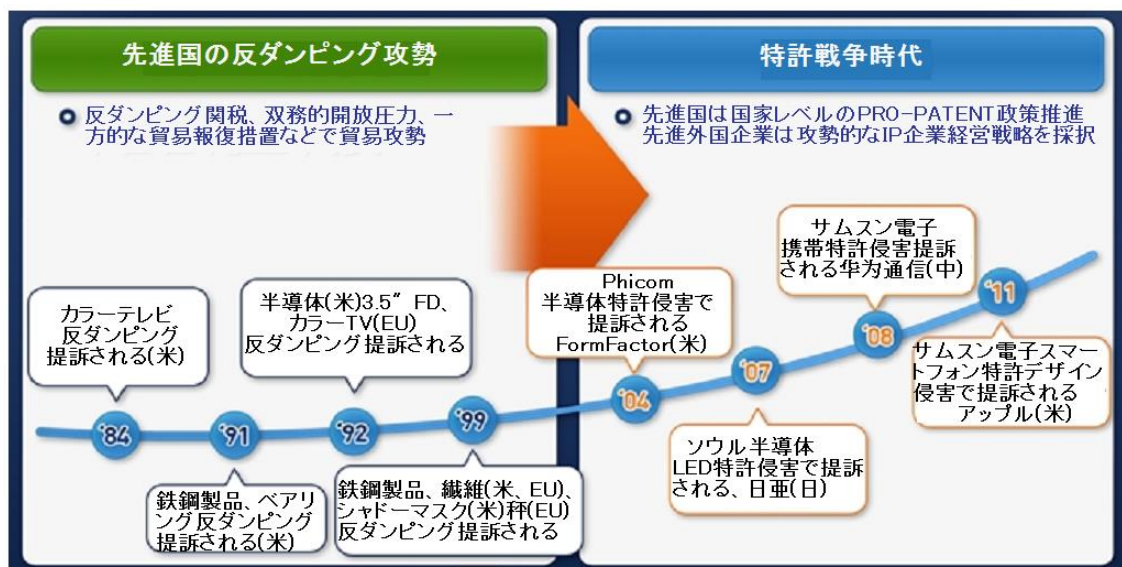 先進国の反ダンピング攻勢
反ダンピング関税、双務的開放圧力、一
方的な貿易報復措置などで貿易攻勢
特許戦争時代
先進国は国家レベルのPRO-PATENT政策推進
先進外国企業は攻勢的なIP企業経営戦略を採択
カラーテレビ
反ダンピング
提訴される(米)
'84
鉄鋼製品、ベアリ
ング反ダンピング
提訴される(米)
'91
半導体(米)3.5"FD、
カラーTV(EU)
反ダンピング提訴される
'92
鉄鋼製品、繊維(米、EU)、
シャドーマスク(米)秤(EU)
反ダンピング提訴される
'99
Phicom
半導体特許侵害で
提訴される
FormFactor(米)
'04
ソウル半導体
LED特許侵害で提訴
される、日亜(日)
'07
サムスン電子
携帯特許侵害提訴
される华为通信(中)
'08
サムスン電子スマー
トフォン特許デザイン
侵害で提訴される
アップル(米)
'11